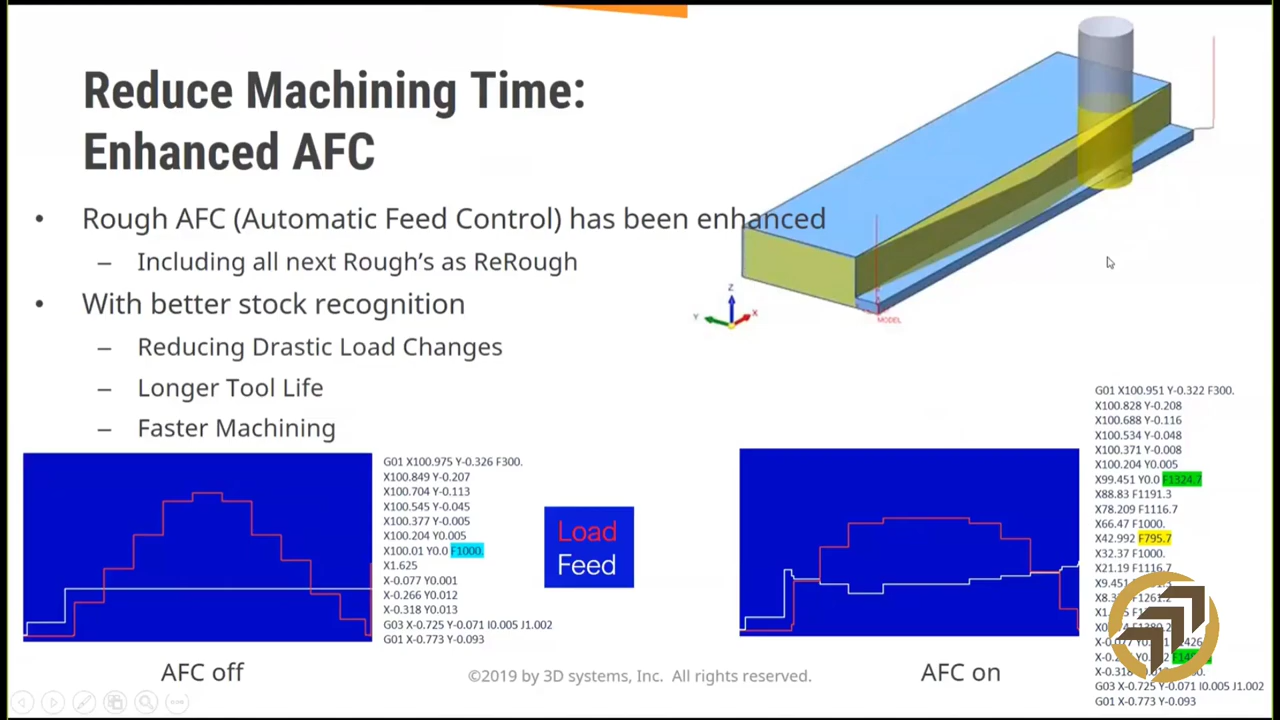 Reduce Machining Time:
Enhanced AFC
• Rough AFC (Automatic Feed Control) has been enhanced
– Including all next Rough's as ReRough
• With better stock recognition
– Reducing Drastic Load Changes
– Longer Tool Life
– Faster Machining
Z
Y
X
MODEL
G01 X100.975 Y-0.326 F300.
X100.849 Y-0.207
X100.704 Y-0.113
X100.545 Y-0.045
X100.377 Y-0.005
X100.204 Y0.005
X100.01 Y0.0 F1000.
X1.625
X-0.077 Y0.001
X-0.266 Y0.012
X-0.318 Y0.013
G03 X-0.725 Y-0.071 I0.005 J1.002
G01 X-0.773 Y-0.093
AFC off
Load
Feed
G01 X100.951 Y-0.322 F300.
X100.828 Y-0.208
X100.688 Y-0.116
X100.534 Y-0.048
X100.371 Y-0.008
X100.204 Y0.005
X99.451 Y0.0 F1324.7
X88.83 F1191.3
X78.209 F1116.7
X66.47 F1000.
X42.992 F795.7
X32.37 F1000.
X21.19 F1116.7
G03 X-0.725 Y-0.071 I0.005 J1.002
G01 X-0.773 Y-0.093
AFC on
©2019 by 3D systems, Inc. All rights reserved.